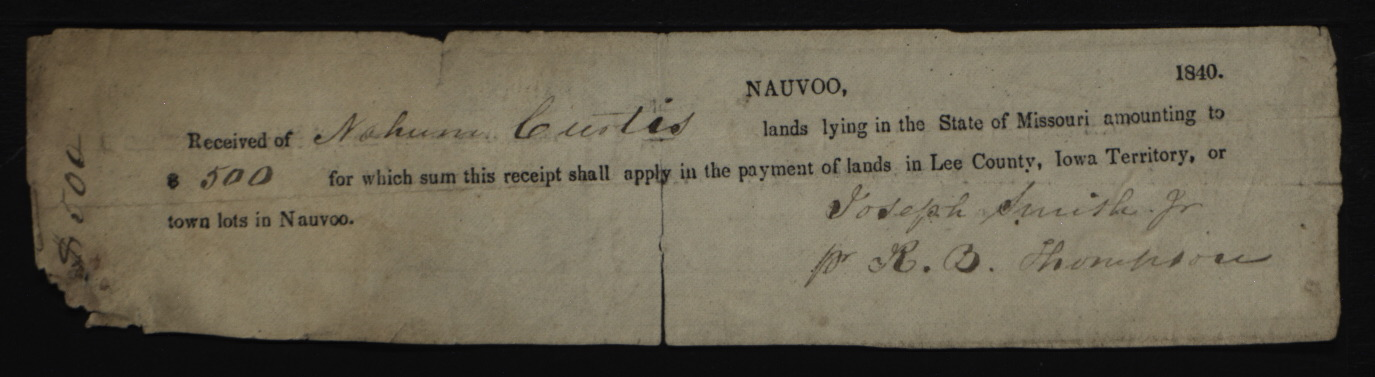 NAUVOO, 1840.
Received of Nahum Curtis lands lying in the State of Missouri amounting to
$ 500 for which sum this receipt shall apply in the payment of lands in Lee County, Iowa Territory, or
town lots in Nauvoo.
Joseph Smith Jr
pr R. B. Thompson
$ 500